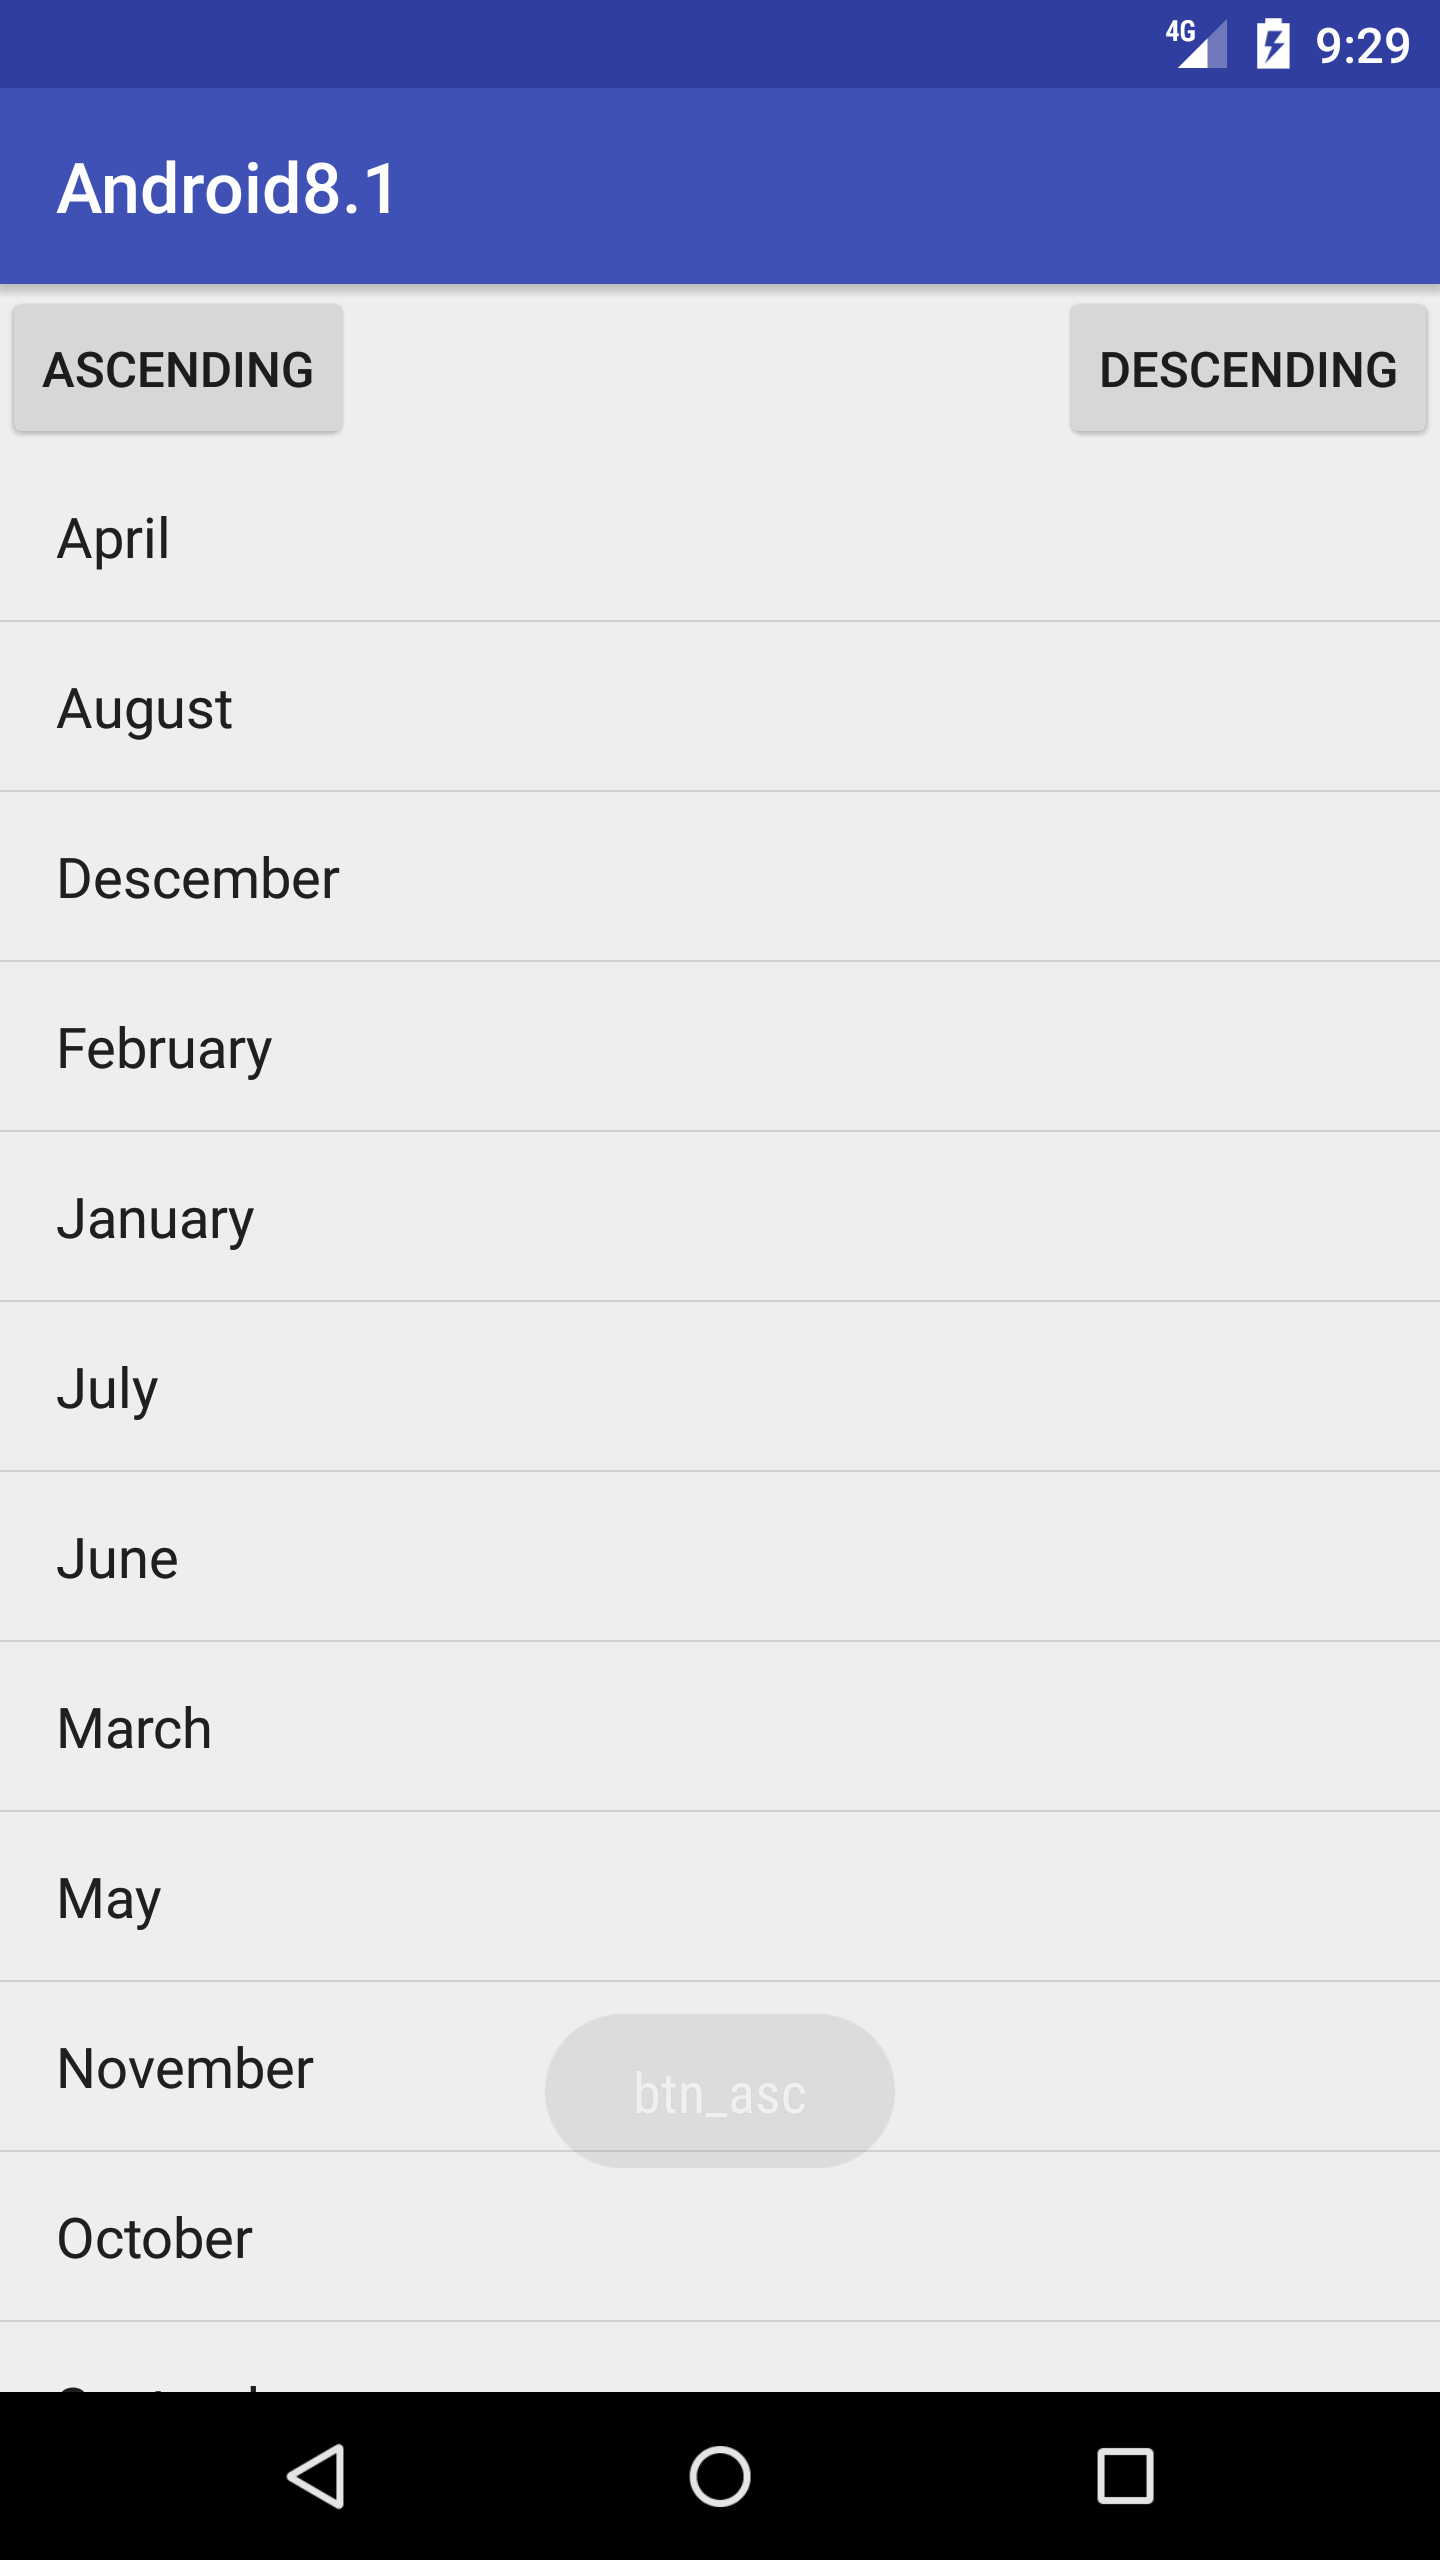 4G 9:29
Android8.1
ASCENDING DESCENDING
April
August
Descember
February
January
July
June
March
May
November
btn_asc
October